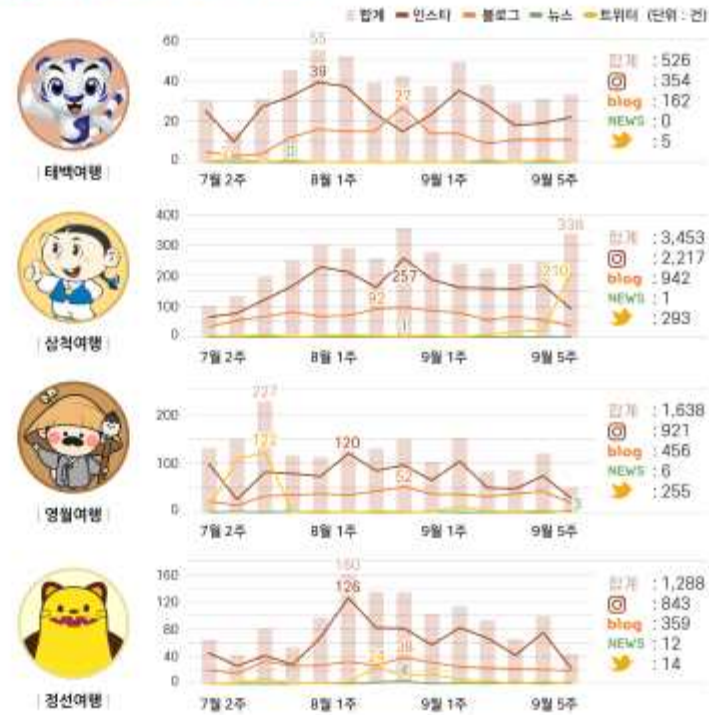 합계 인스타 블로그 뉴스 트위터 (단위 : 건)
60
40
20
0
55
39
27
7월 2주 8월 1주 9월 1주 9월 5주
태백여행
합계 : 526
: 354
blog : 162
NEWS : 0
: 5
400
300
200
100
0
338
257
210
92
1
7월 2주 8월 1주 9월 1주 9월 5주
삼척여행
합계 : 3,453
: 2,217
blog : 942
NEWS : 1
: 293
200
100
0
227
122
120
52
3
7월 2주 8월 1주 9월 1주 9월 5주
영월여행
합계 : 1,638
: 921
blog : 456
NEWS : 6
: 255
160
120
80
40
0
160
126
7월 2주 8월 1주 9월 1주 9월 5주
정선여행
합계 : 1,288
: 843
blog : 359
NEWS : 12
: 14